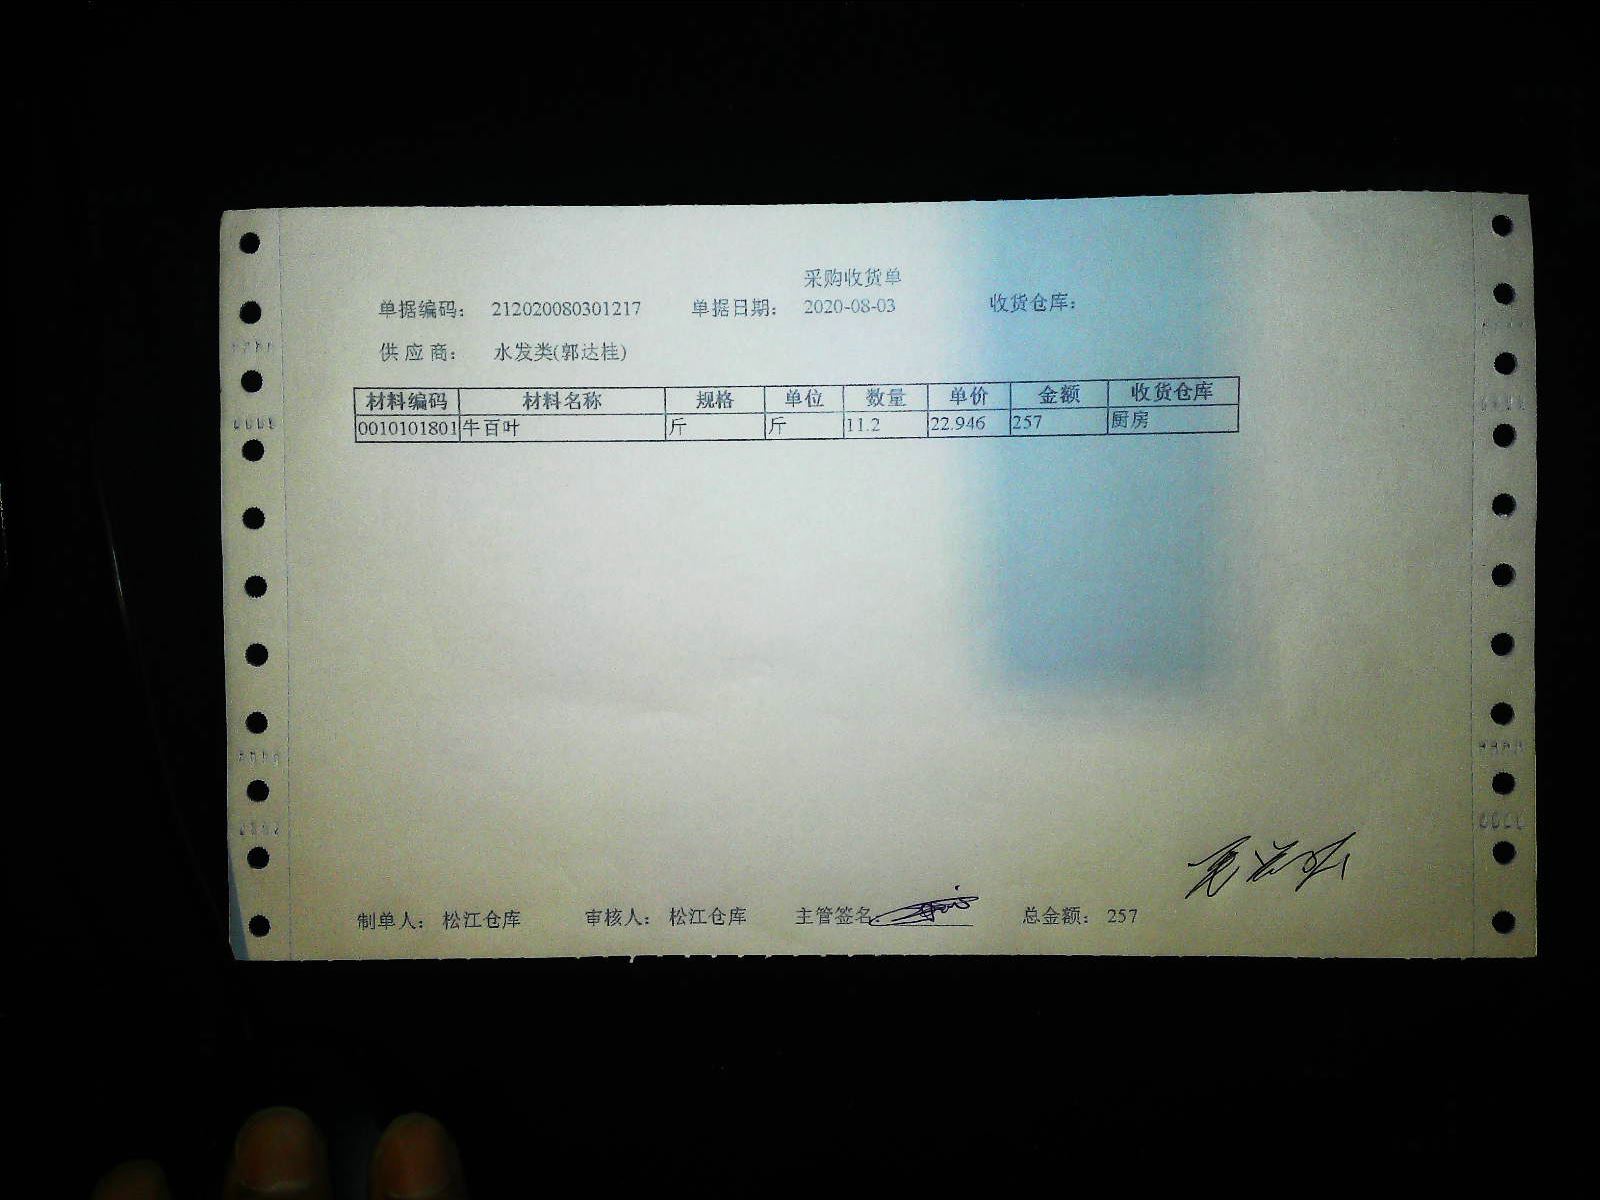 采购收货单
单据编码： 212020080301217 单据日期： 2020-08-03 收货仓库：
供 应 商： 水发类(郭达桂)
材料编码 材料名称 规格 单位 数量 单价 金额 收货仓库
0010101801 牛百叶 斤 斤 11.2 22.946 257 厨房
制单人： 松江仓库 审核人： 松江仓库 主管签名 总金额： 257